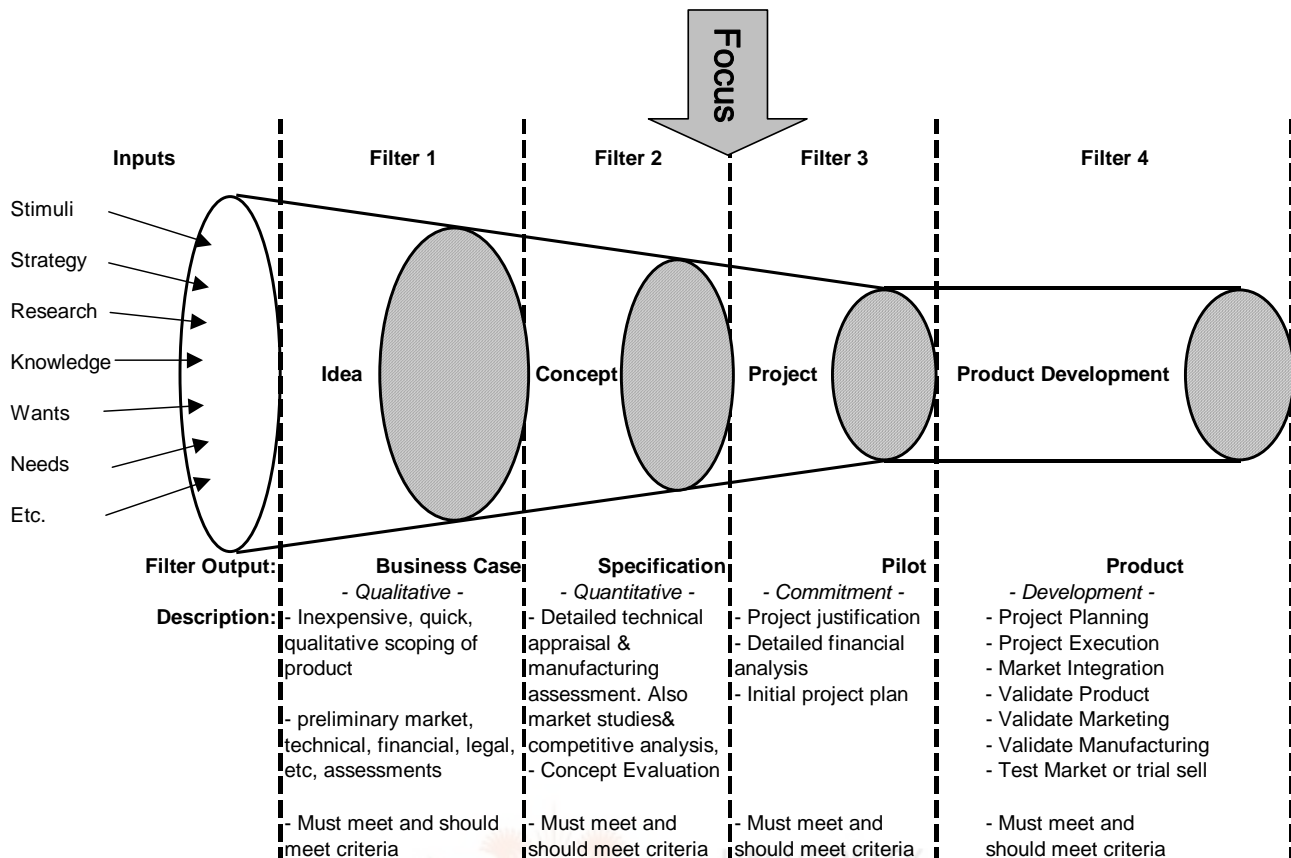 Focus
Inputs
Filter 1
Filter 2
Filter 3
Filter 4
Stimuli
Strategy
Research
Knowledge
Wants
Needs
Etc.
Idea
Concept
Project
Product Development
Filter Output:
Business Case
Specification
Pilot
Product
- Qualitative -
- Quantitative -
- Commitment -
- Development -
Description:
- Inexpensive, quick,
qualitative scoping of
product
- preliminary market,
technical, financial, legal,
etc, assessments
- Must meet and should
meet criteria
- Detailed technical
appraisal &
manufacturing
assessment. Also
market studies&
competitive analysis,
- Concept Evaluation
- Must meet and
should meet criteria
- Project justification
- Detailed financial
analysis
- Initial project plan
- Must meet and
should meet criteria
- Project Planning
- Project Execution
- Market Integration
- Validate Product
- Validate Marketing
- Validate Manufacturing
- Test Market or trial sell
- Must meet and
should meet criteria